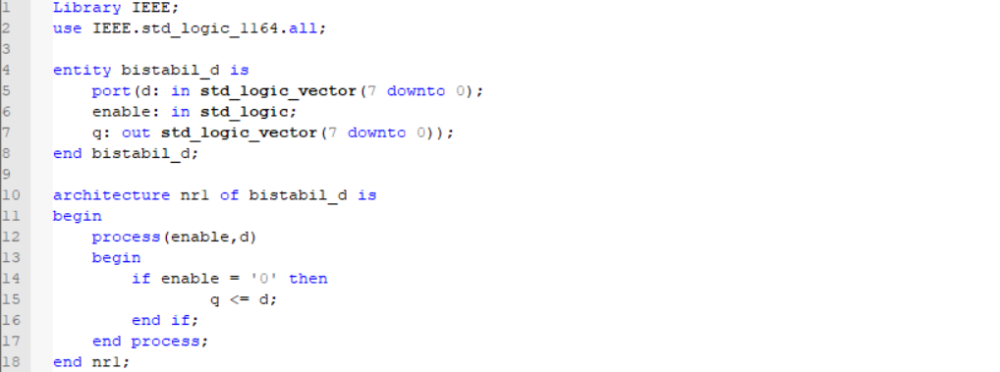 1 Library IEEE;
2 use IEEE.std_logic_1164.all;
3
4 entity bistabil_d is
5 port(d: in std_logic_vector(7 downto 0);
6 enable: in std_logic;
7 q: out std_logic_vector(7 downto 0));
8 end bistabil_d;
9
10 architecture nr1 of bistabil_d is
11 begin
12 process(enable,d)
13 begin
14 if enable = '0' then
15 q <= d;
16 end if;
17 end process;
18 end nr1;